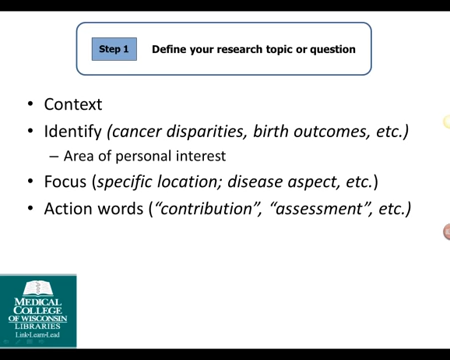 Step 1 Define your research topic or question
• Context
• Identify (cancer disparities, birth outcomes, etc.)
– Area of personal interest
• Focus (specific location; disease aspect, etc.)
• Action words (“contribution”, “assessment”, etc.)
MEDICAL
COLLEGE
OF WISCONSIN
LIBRARIES
Link•Learn•Lead